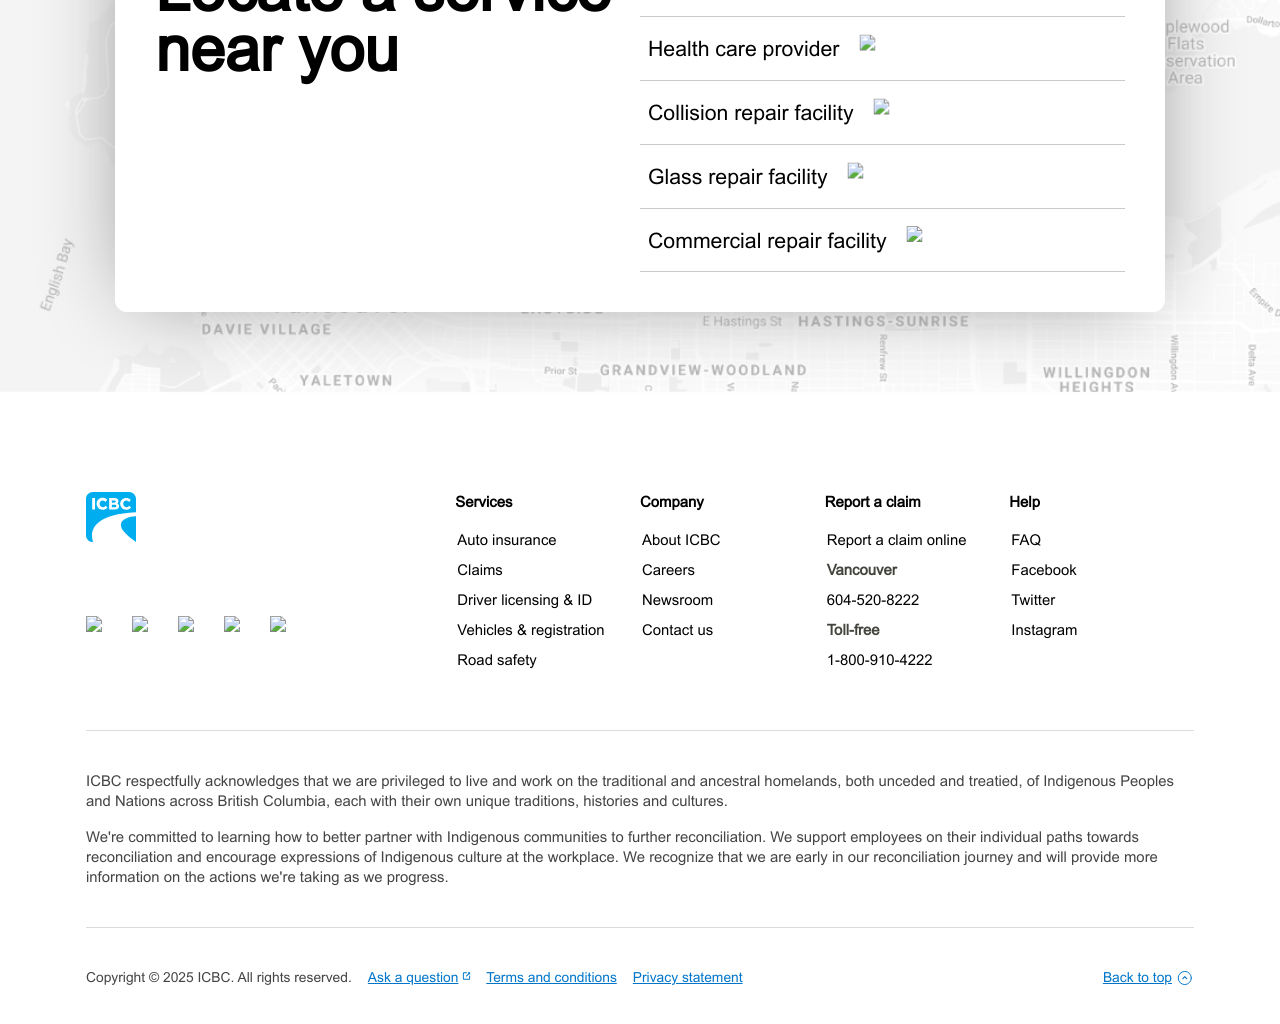 Locate a service
near you
Health care provider
Collision repair facility
Glass repair facility
Commercial repair facility
Dollarto
plewood
Flats
servation
Area
English Bay
DAVIE VILLAGE
E Hastings St
HASTINGS-SUNRISE
Renfrew St
Empire D
YALETOWN
Prior St
GRANDVIEW-WOODLAND
WILLINGDON
HEIGHTS
Willingdon Av
Delta Ave
ICBC
Services
Auto insurance
Claims
Driver licensing & ID
Vehicles & registration
Road safety
Company
About ICBC
Careers
Newsroom
Contact us
Report a claim
Report a claim online
Vancouver
604-520-8222
Toll-free
1-800-910-4222
Help
FAQ
Facebook
Twitter
Instagram
ICBC respectfully acknowledges that we are privileged to live and work on the traditional and ancestral homelands, both unceded and treatied, of Indigenous Peoples
and Nations across British Columbia, each with their own unique traditions, histories and cultures.
We're committed to learning how to better partner with Indigenous communities to further reconciliation. We support employees on their individual paths towards
reconciliation and encourage expressions of Indigenous culture at the workplace. We recognize that we are early in our reconciliation journey and will provide more
information on the actions we're taking as we progress.
Copyright © 2025 ICBC. All rights reserved. Ask a question Terms and conditions Privacy statement Back to top